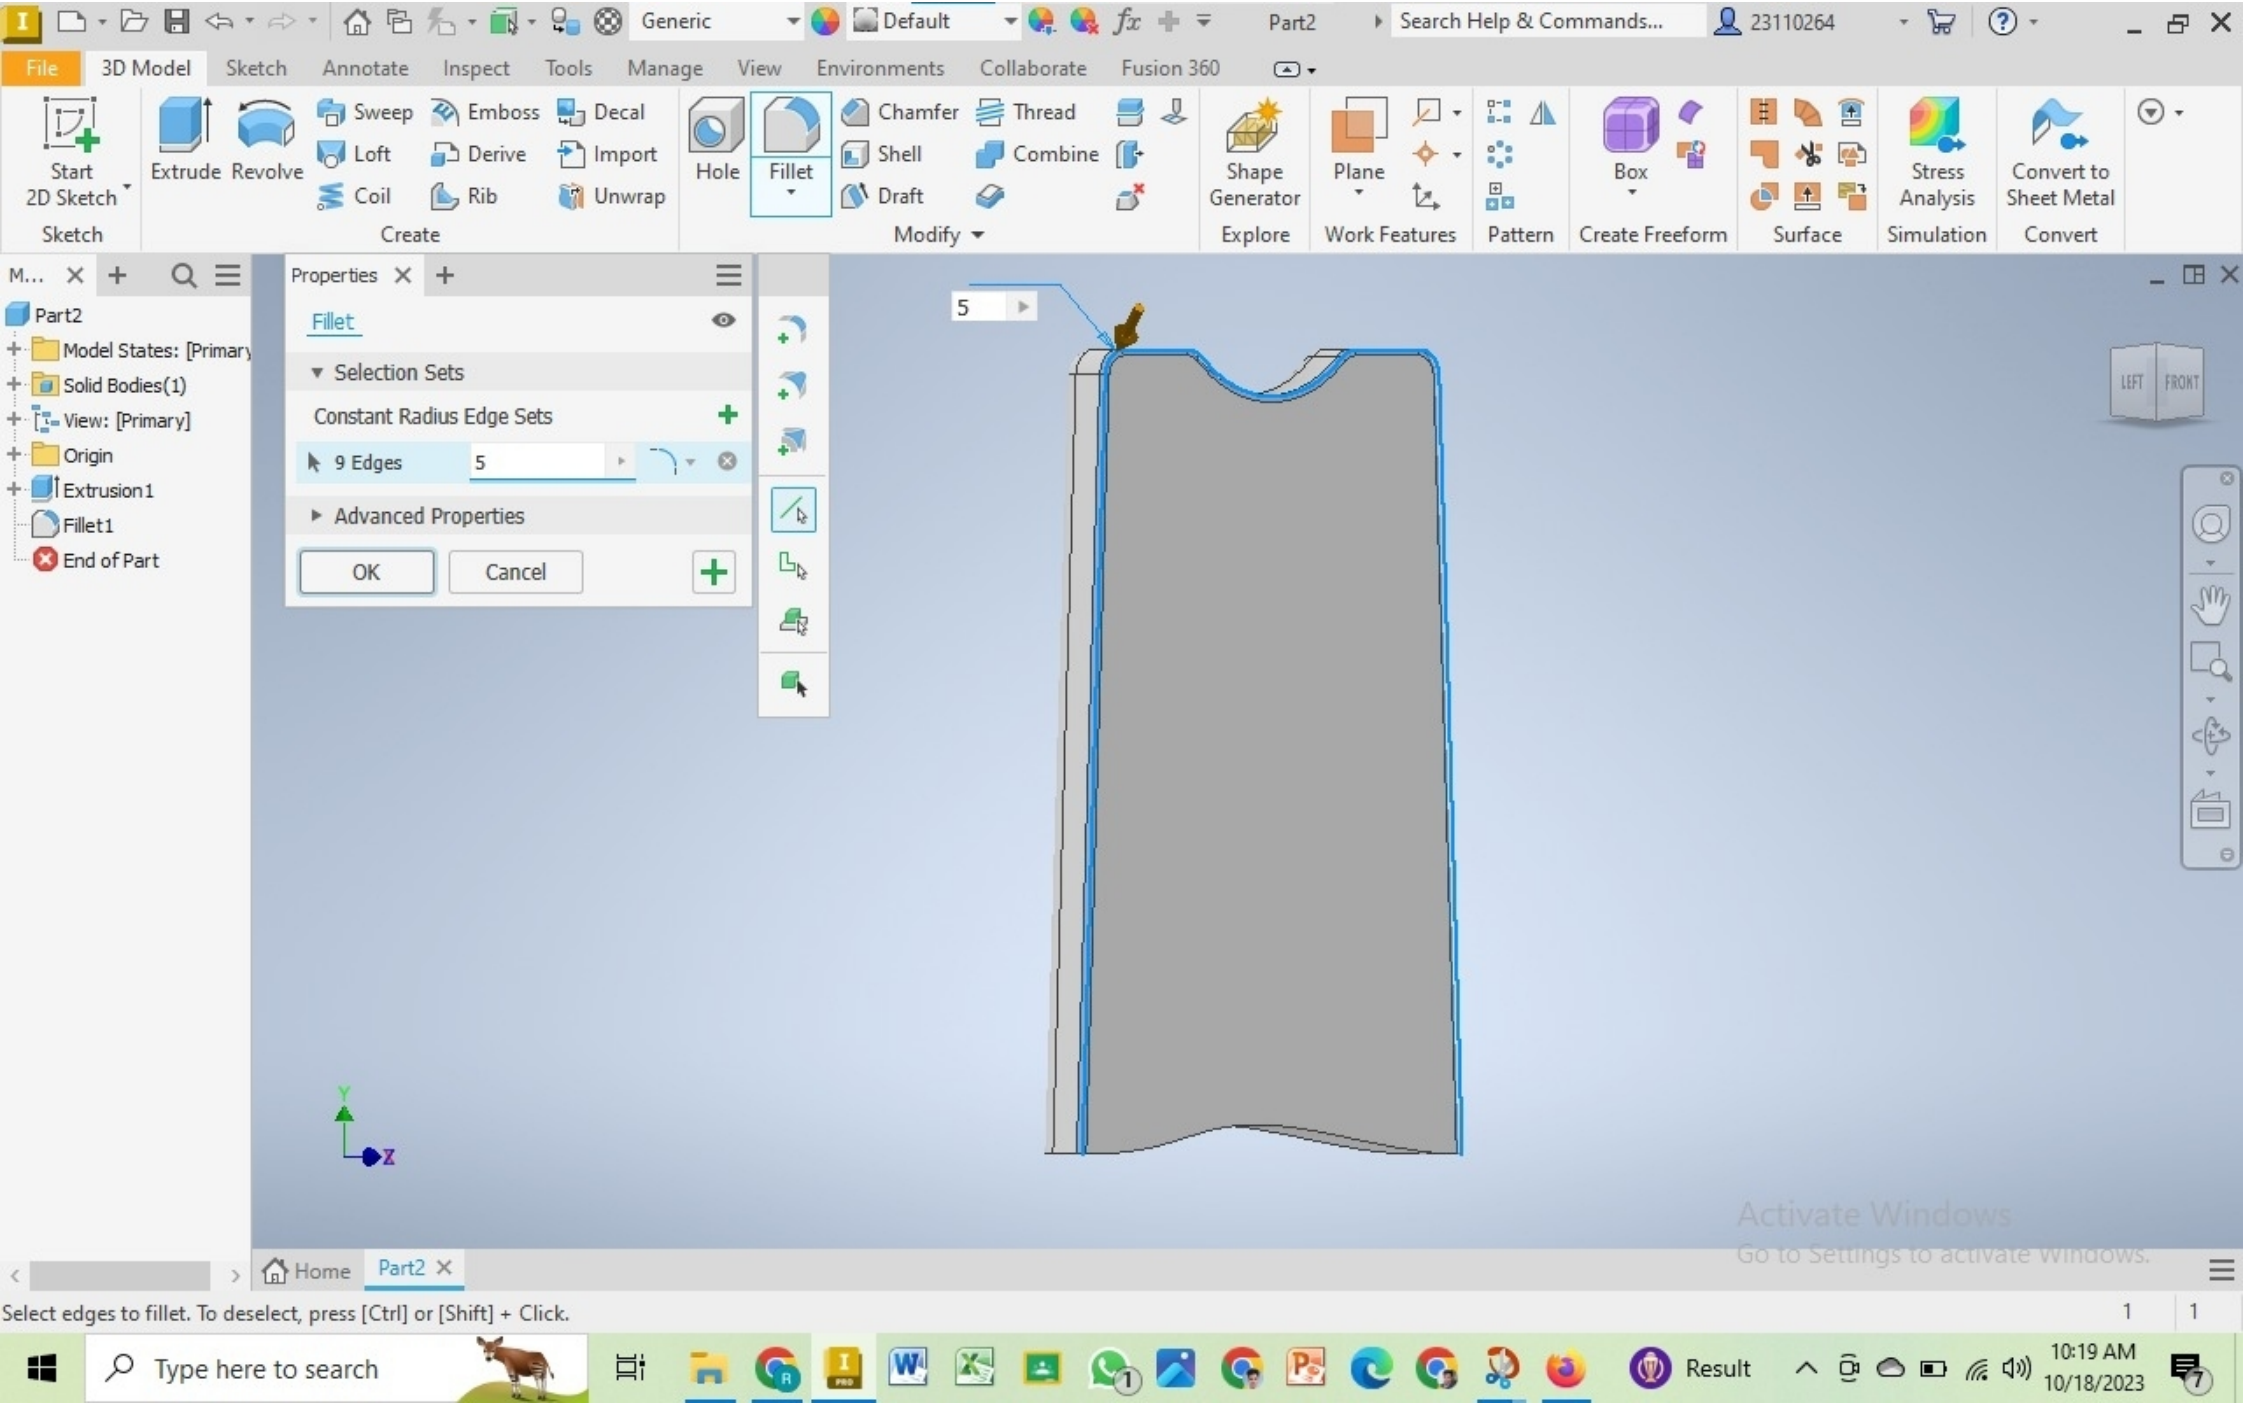 Generic
Default
fx
Part2
Search Help & Commands...
23110264
File
3D Model
Sketch
Annotate
Inspect
Tools
Manage
View
Environments
Collaborate
Fusion 360
Start
2D Sketch
Extrude
Revolve
Sweep
Loft
Coil
Emboss
Derive
Rib
Decal
Import
Unwrap
Hole
Fillet
Chamfer
Shell
Draft
Thread
Combine
Shape
Generator
Plane
Box
Stress
Analysis
Convert to
Sheet Metal
Sketch
Create
Modify
Explore
Work Features
Pattern
Create Freeform
Surface
Simulation
Convert
M...
Part2
Model States: [Primary
Solid Bodies(1)
View: [Primary]
Origin
Extrusion1
Fillet1
End of Part
Properties
Fillet
Selection Sets
Constant Radius Edge Sets
9 Edges
5
Advanced Properties
OK
Cancel
5
LEFT
FRONT
Y
Z
Activate Windows
Go to Settings to activate Windows.
Home
Part2
Select edges to fillet. To deselect, press [Ctrl] or [Shift] + Click.
1
1
Type here to search
R
I
PRO
1
Result
10:19 AM
10/18/2023
7